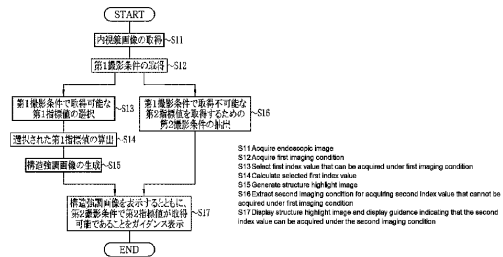 START
内視鏡画像の取得
S11
第1撮影条件の取得
S12
第1撮影条件で取得可能な
第1指標値の選択
S13
第1撮影条件で取得不可能な
第2指標値を取得するための
第2撮影条件の抽出
S16
選択された第1指標値の算出
S14
構造強調画像の生成
S15
構造強調画像を表示するとともに、
第2撮影条件で第2指標値が取得
可能であることをガイダンス表示
S17
END
S11 Acquire endoscopic image
S12 Acquire first imaging condition
S13 Select first index value that can be acquired under first imaging condition
S14 Calculate selected first index value
S15 Generate structure highlight image
S16 Extract second imaging condition for acquiring second index value that cannot be
acquired under first imaging condition
S17 Display structure highlight image and display guidance indicating that the second
index value can be acquired under the second imaging condition